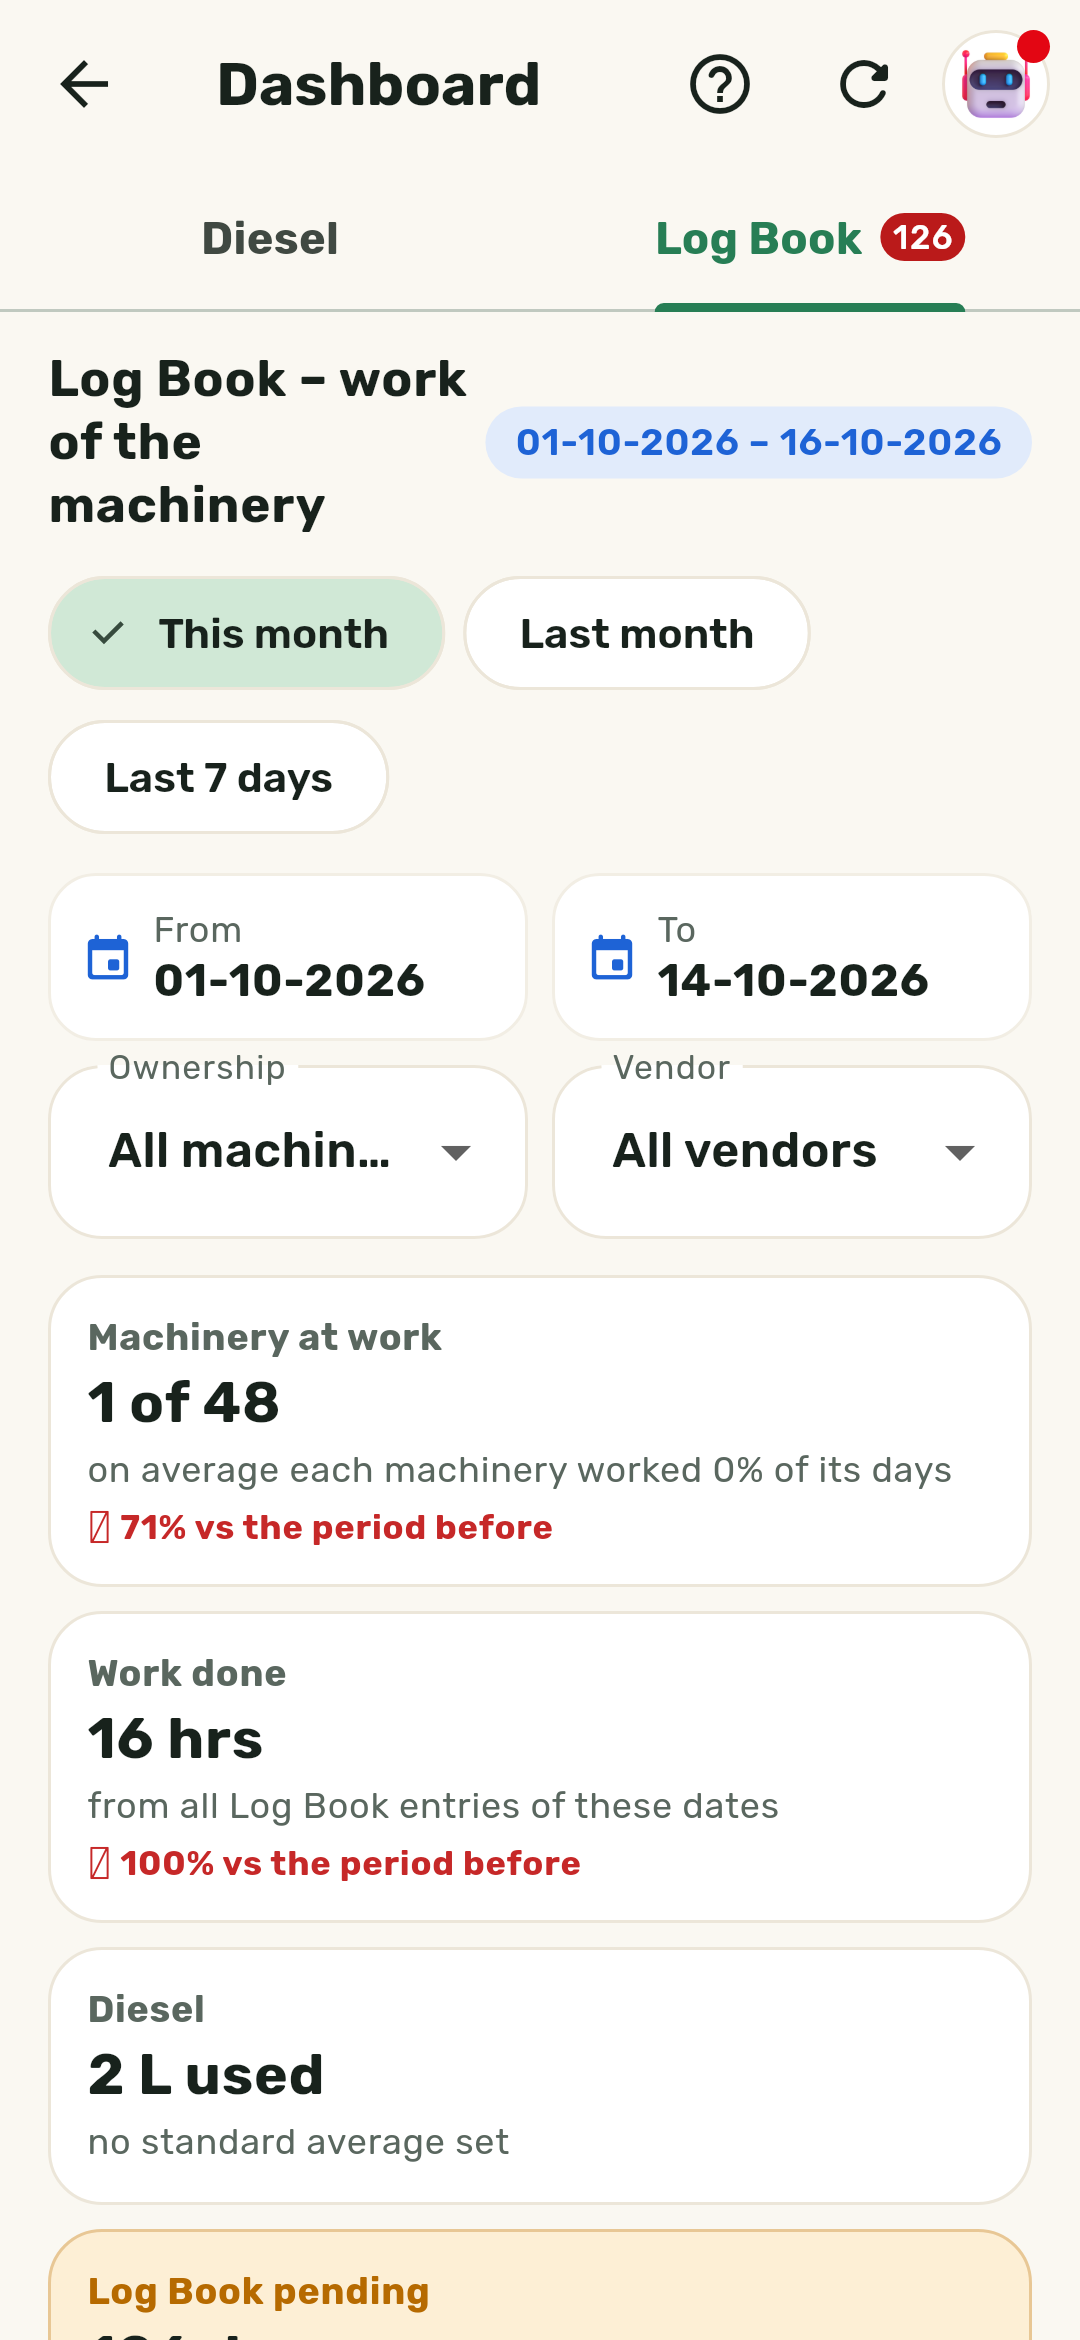 Dashboard
Diesel
Log Book 126
Log Book – work
of the
machinery
01-10-2026 – 16-10-2026
This month
Last month
Last 7 days
From
01-10-2026
To
14-10-2026
Ownership
All machin...
Vendor
All vendors
Machinery at work
1 of 48
on average each machinery worked 0% of its days
71% vs the period before
Work done
16 hrs
from all Log Book entries of these dates
100% vs the period before
Diesel
2 L used
no standard average set
Log Book pending